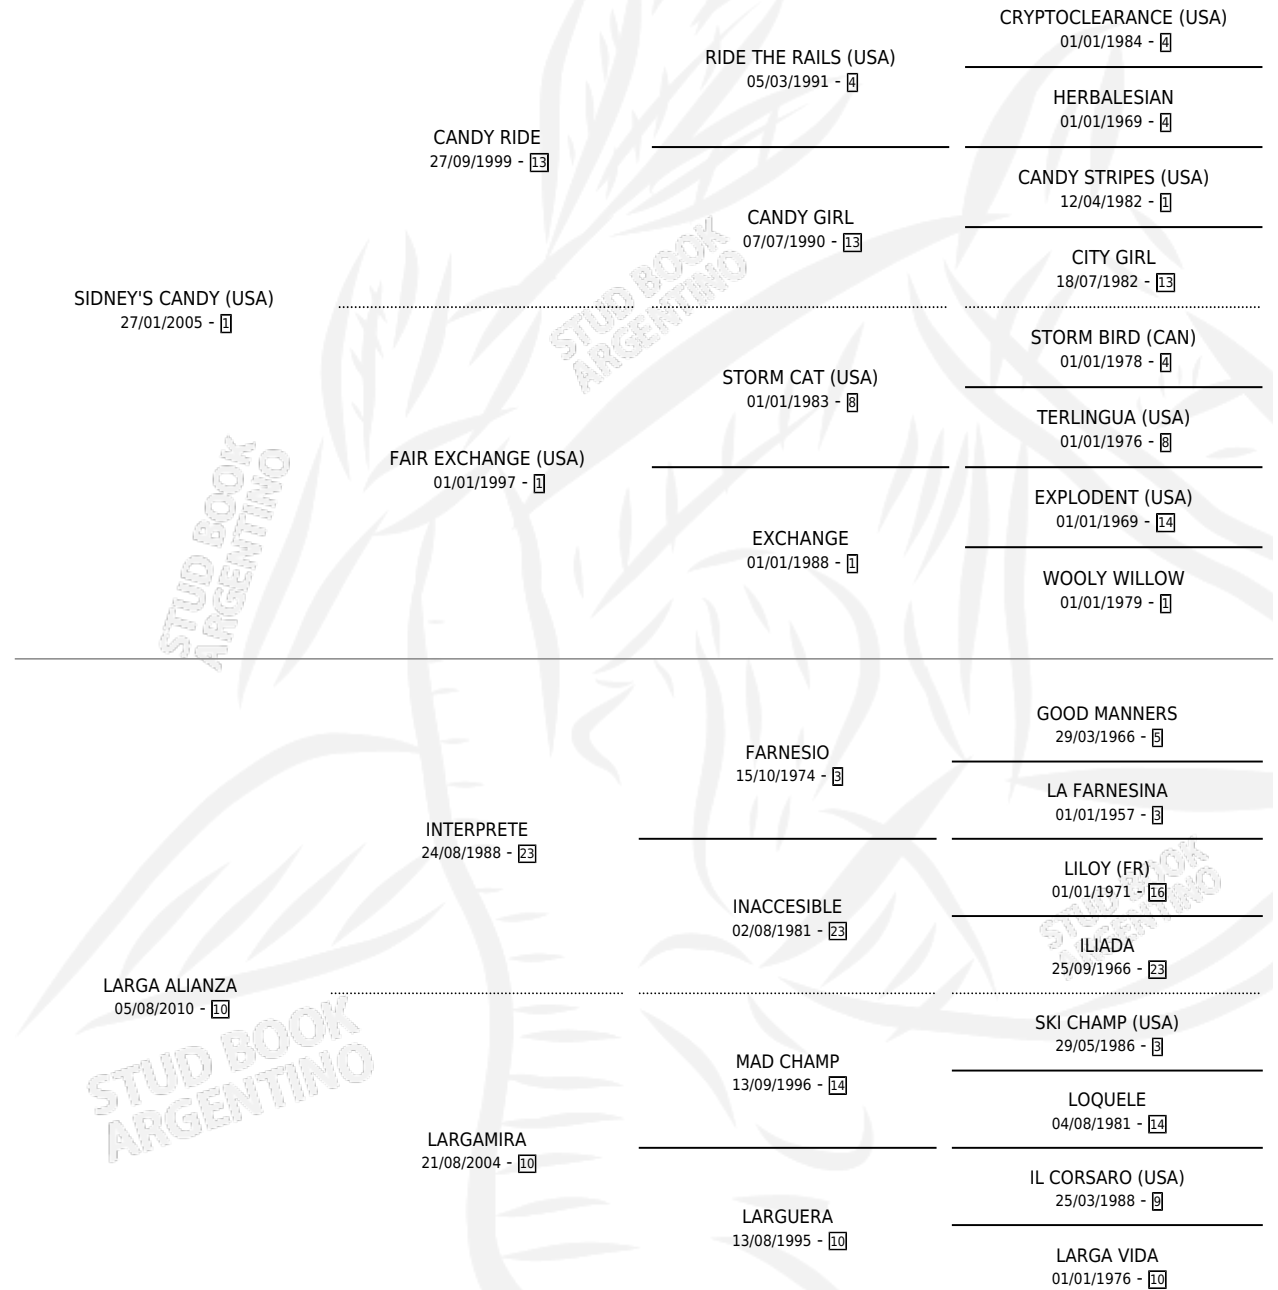 CRYPTOCLEARANCE (USA)
01/01/1984 - 4
RIDE THE RAILS (USA)
05/03/1991 - 4
HERBALESIAN
01/01/1969 - 4
CANDY RIDE
27/09/1999 - 13
CANDY STRIPES (USA)
12/04/1982 - 1
CANDY GIRL
07/07/1990 - 13
CITY GIRL
18/07/1982 - 13
SIDNEY'S CANDY (USA)
27/01/2005 - 1
STUD BOOK
ARGENTINO
STORM BIRD (CAN)
01/01/1978 - 4
STORM CAT (USA)
01/01/1983 - 8
TERLINGUA (USA)
01/01/1976 - 8
FAIR EXCHANGE (USA)
01/01/1997 - 1
EXPLODENT (USA)
01/01/1969 - 14
EXCHANGE
01/01/1988 - 1
WOOLY WILLOW
01/01/1979 - 1
STUD BOOK
ARGENTINO
GOOD MANNERS
29/03/1966 - 5
FARNESIO
15/10/1974 - 3
LA FARNESINA
01/01/1957 - 3
INTERPRETE
24/08/1988 - 23
LILOY (FR)
01/01/1971 - 16
INACCESIBLE
02/08/1981 - 23
STUD BOOK
ARGENTINO
ILIADA
25/09/1966 - 23
LARGA ALIANZA
05/08/2010 - 10
SKI CHAMP (USA)
29/05/1986 - 3
STUD BOOK
ARGENTINO
MAD CHAMP
13/09/1996 - 14
LOQUELE
04/08/1981 - 14
LARGAMIRA
21/08/2004 - 10
IL CORSARO (USA)
25/03/1988 - 9
LARGUERA
13/08/1995 - 10
LARGA VIDA
01/01/1976 - 10